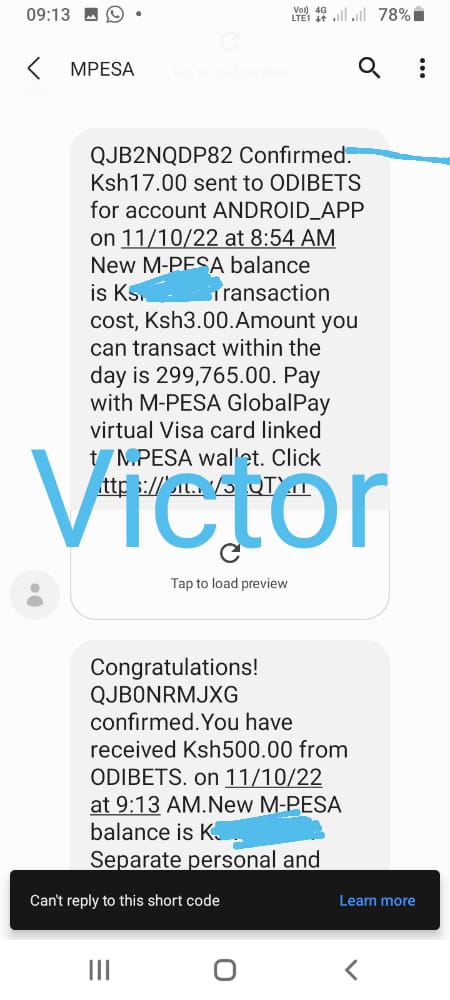 09:13 Vo)) LTE1 4G 78%
MPESA
Tap to load preview
QJB2NQDP82 Confirmed.
Ksh17.00 sent to ODIBETS
for account ANDROID_APP
on 11/10/22 at 8:54 AM
New M-PESA balance
is Transaction
cost, Ksh3.00.Amount you
can transact within the
day is 299,765.00. Pay
with M-PESA GlobalPay
virtual Visa card linked
MPESA wallet. Click
Victor
Tap to load preview
Congratulations!
QJB0NRMJXG
confirmed.You have
received Ksh500.00 from
ODIBETS. on 11/10/22
at 9:13 AM.New M-PESA
balance is
Separate personal and
Can't reply to this short code Learn more